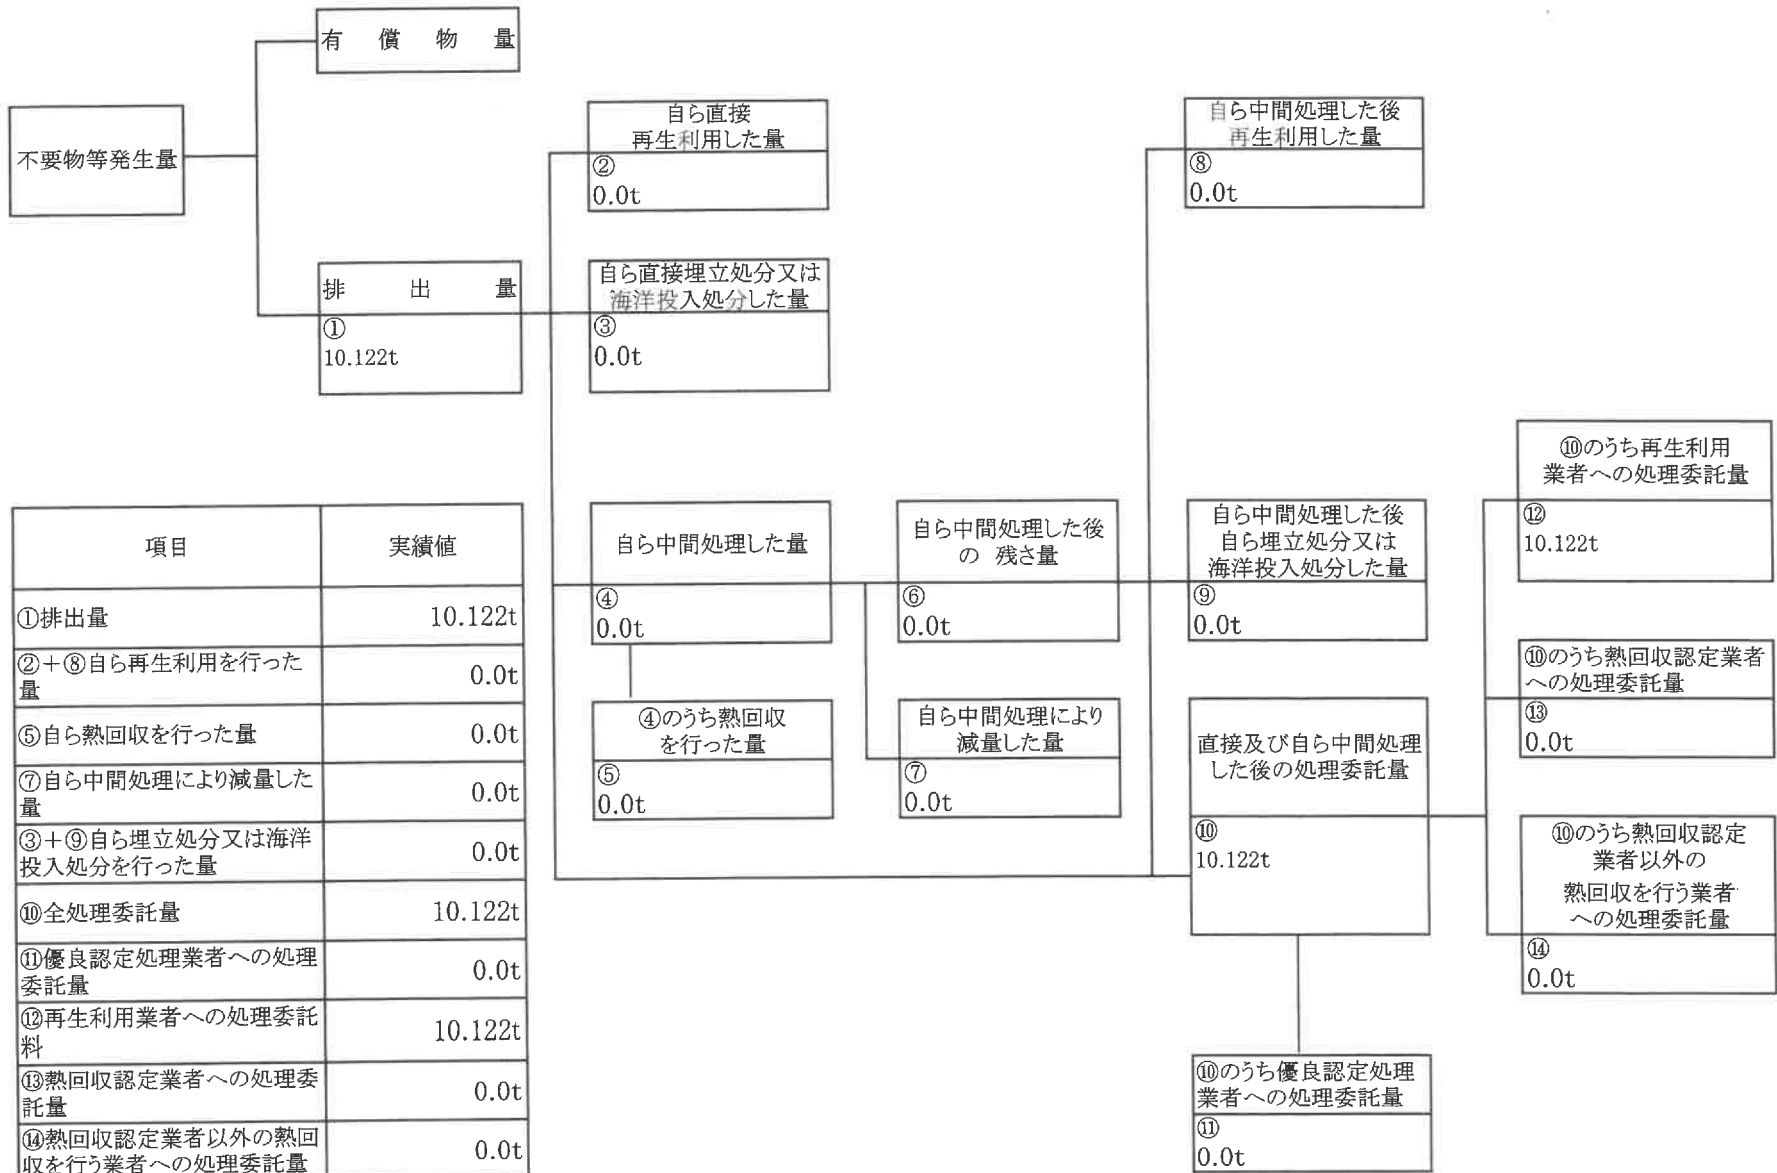 有償物量
不要物等発生量
排出量
①
10.122t
自ら直接
再生利用した量
②
0.0t
自ら直接埋立処分又は
海洋投入処分した量
③
0.0t
自ら中間処理した量
④
0.0t
④のうち熱回収
を行った量
⑤
0.0t
自ら中間処理した後
の 残さ量
⑥
0.0t
自ら中間処理により
減量した量
⑦
0.0t
自ら中間処理した後
再生利用した量
⑧
0.0t
自ら中間処理した後
自ら埋立処分又は
海洋投入処分した量
⑨
0.0t
直接及び自ら中間処理
した後の処理委託量
⑩
10.122t
⑩のうち優良認定処理
業者への処理委託量
⑪
0.0t
⑩のうち再生利用
業者への処理委託量
⑫
10.122t
⑩のうち熱回収認定業者
への処理委託量
⑬
0.0t
⑩のうち熱回収認定
業者以外の
熱回収を行う業者
への処理委託量
⑭
0.0t
項目
実績値
①排出量
10.122t
②+⑧自ら再生利用を行った
量
0.0t
⑤自ら熱回収を行った量
0.0t
⑦自ら中間処理により減量した
量
0.0t
③+⑨自ら埋立処分又は海洋
投入処分を行った量
0.0t
⑩全処理委託量
10.122t
⑪優良認定処理業者への処理
委託量
0.0t
⑫再生利用業者への処理委託
料
10.122t
⑬熱回収認定業者への処理委
託量
0.0t
⑭熱回収認定業者以外の熱回
収を行う業者への処理委託量
0.0t